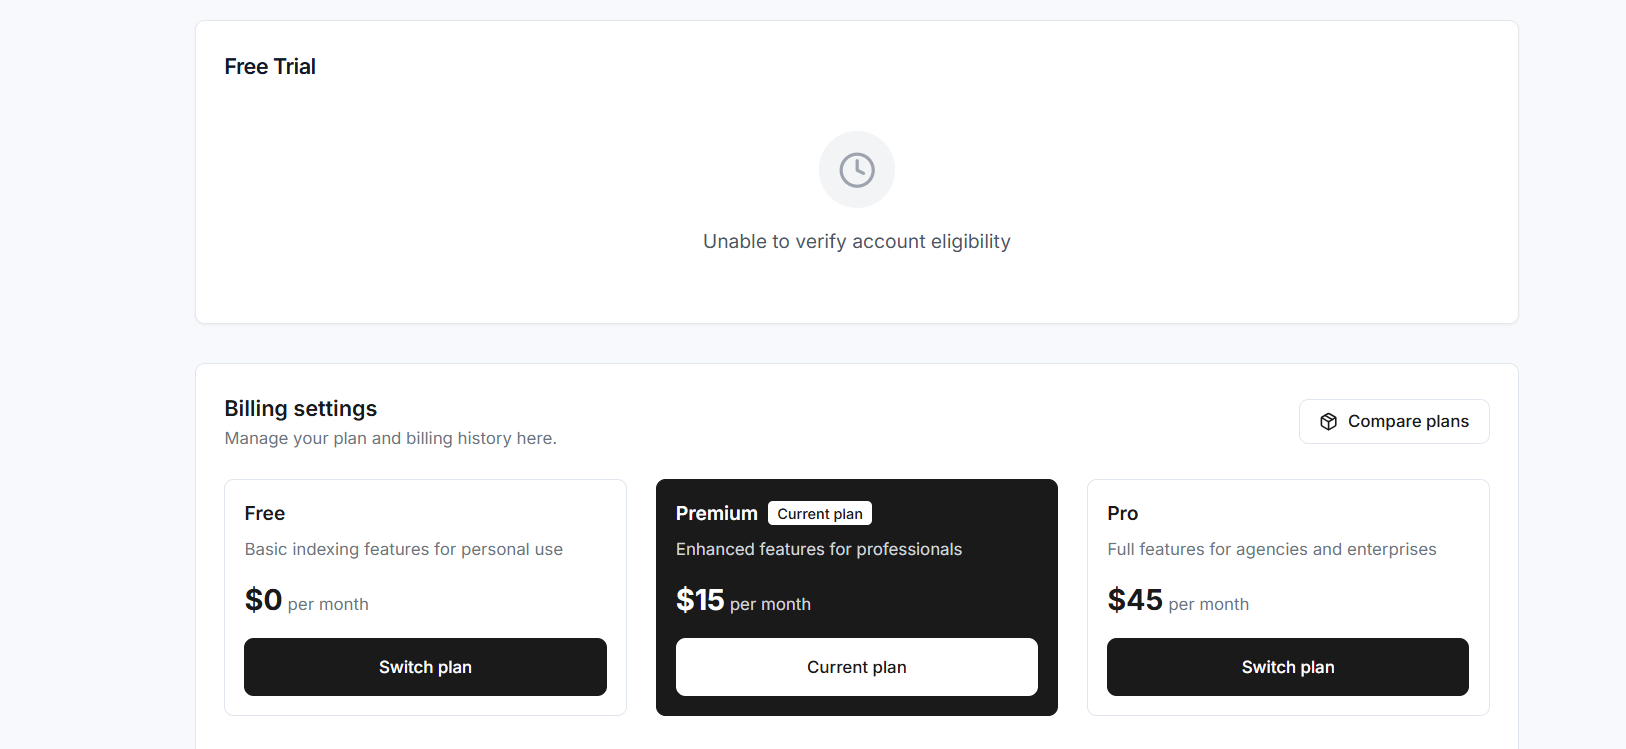 Free Trial
Unable to verify account eligibility
Billing settings
Manage your plan and billing history here.
Compare plans
Free
Basic indexing features for personal use
$0 per month
Switch plan
Premium Current plan
Enhanced features for professionals
$15 per month
Current plan
Pro
Full features for agencies and enterprises
$45 per month
Switch plan